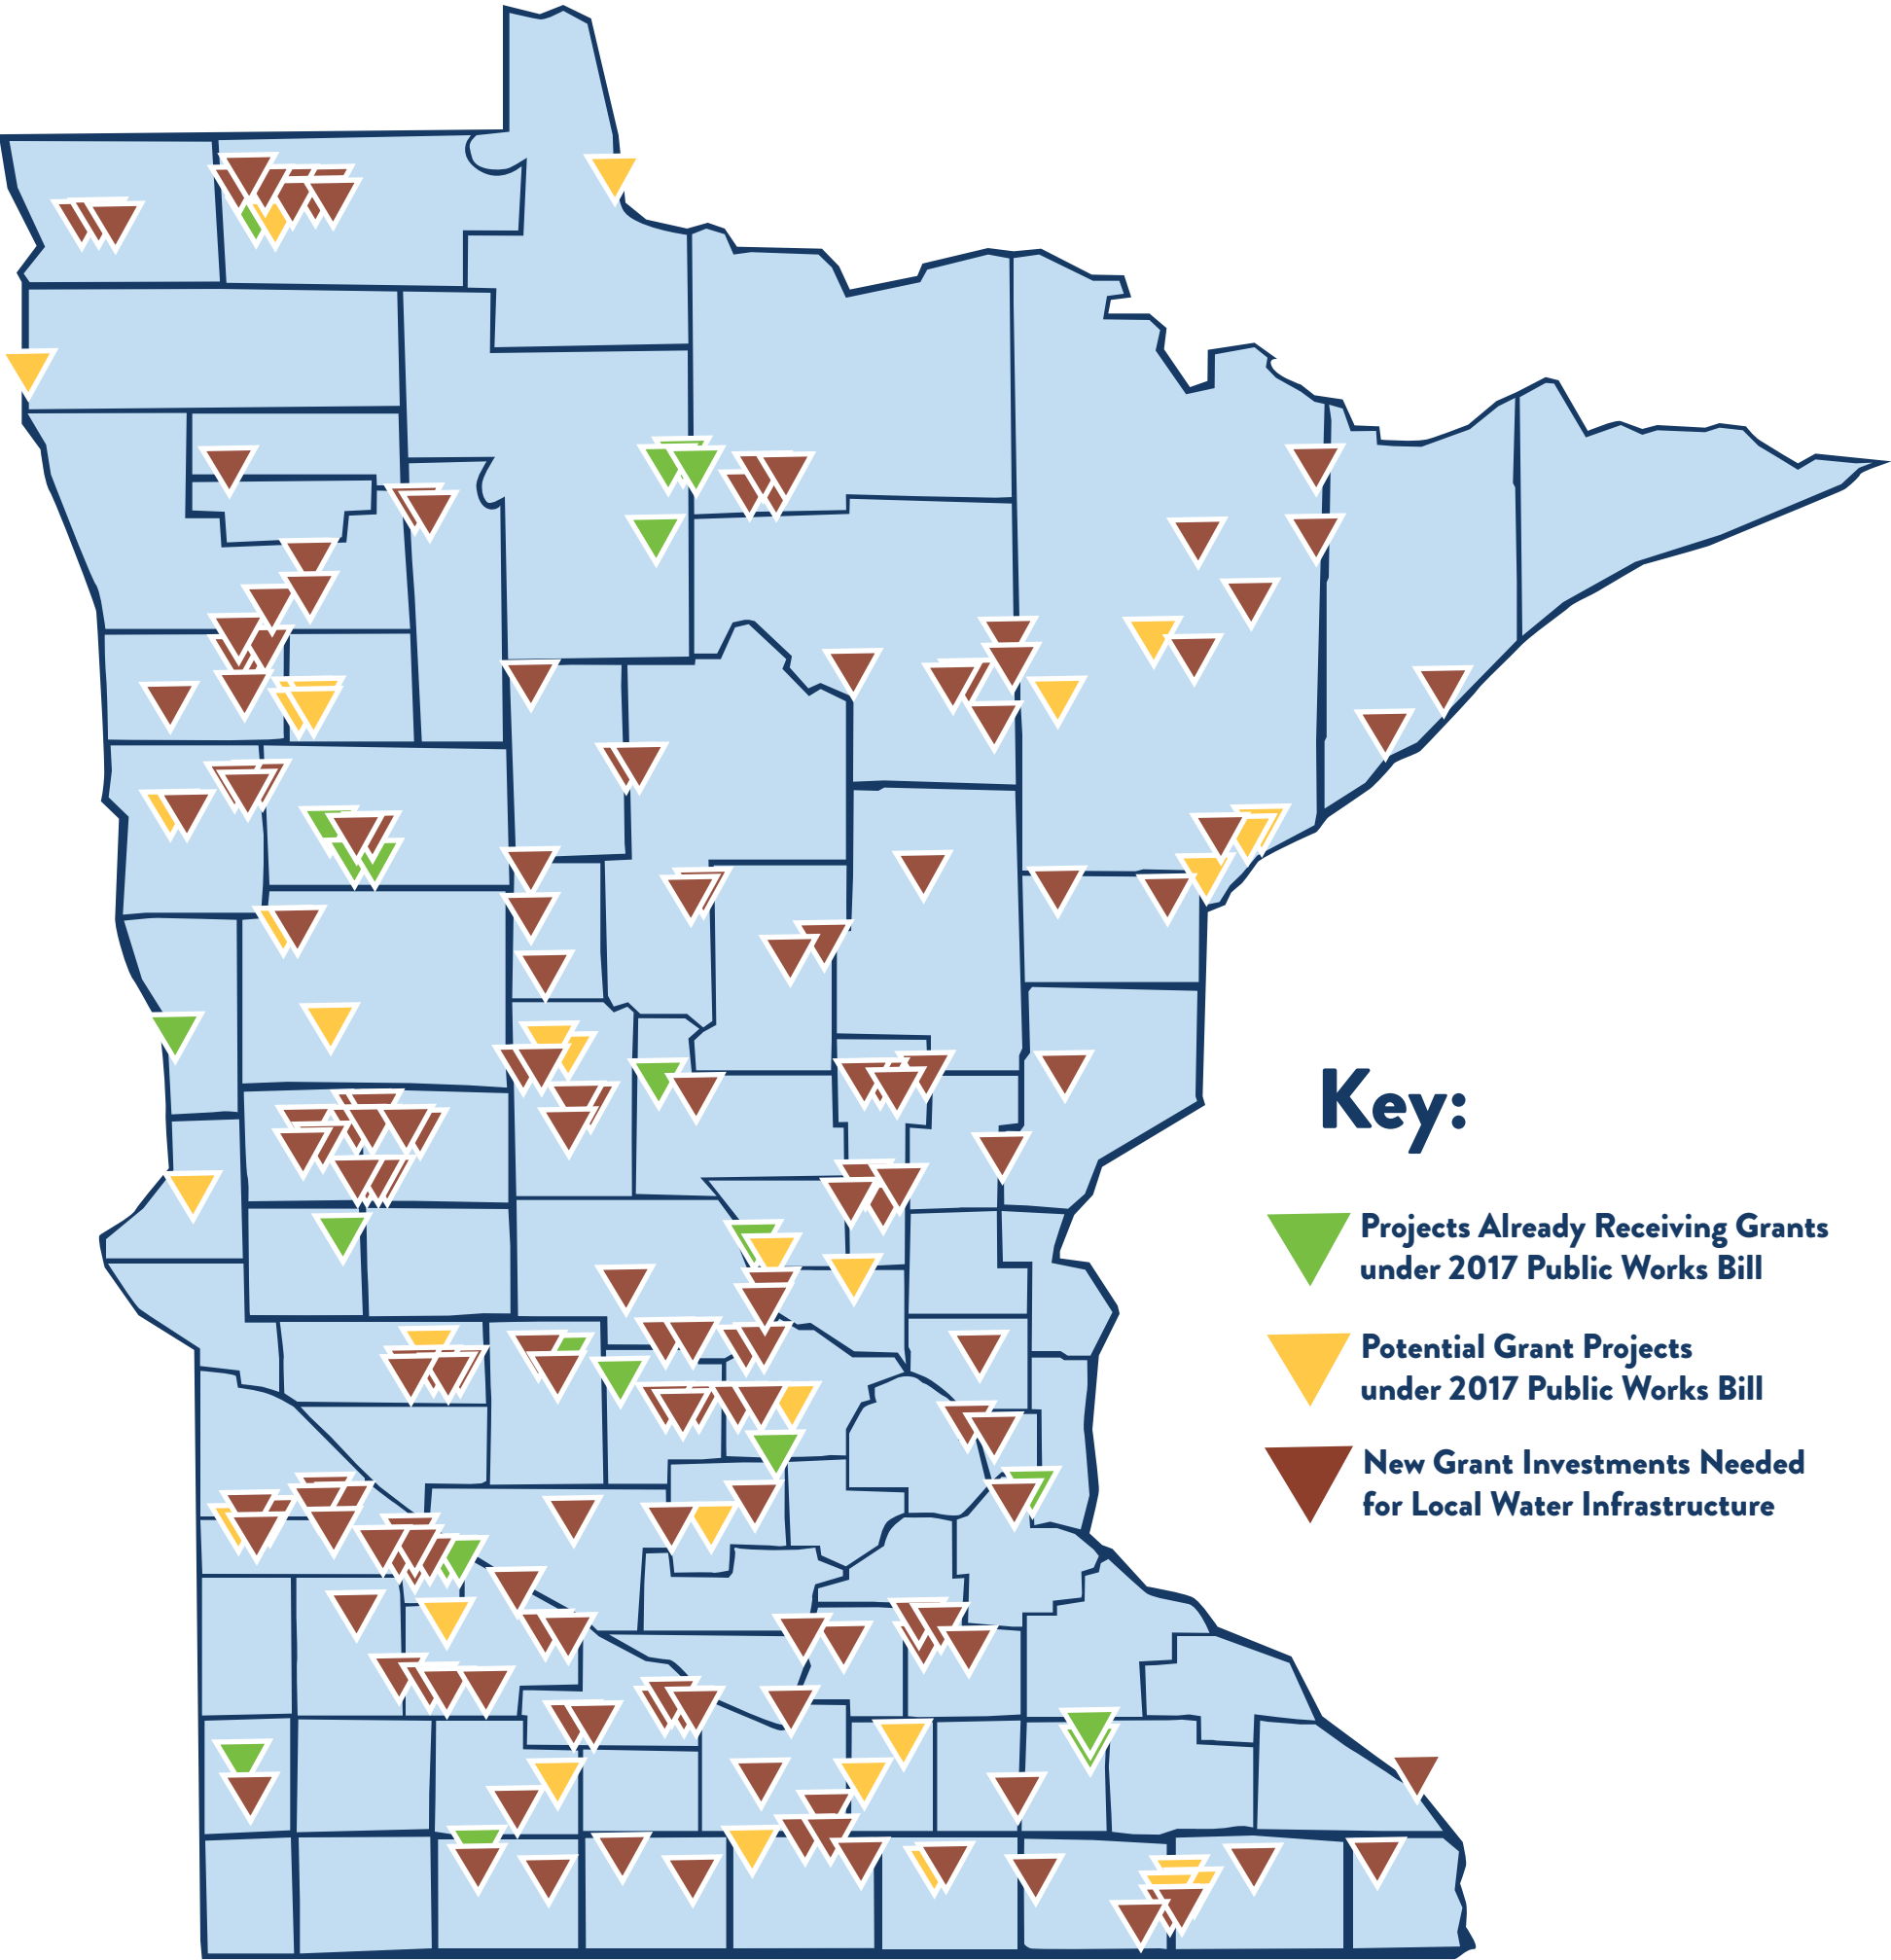 Key:
Projects Already Receiving Grants
under 2017 Public Works Bill
Potential Grant Projects
under 2017 Public Works Bill
New Grant Investments Needed
for Local Water Infrastructure